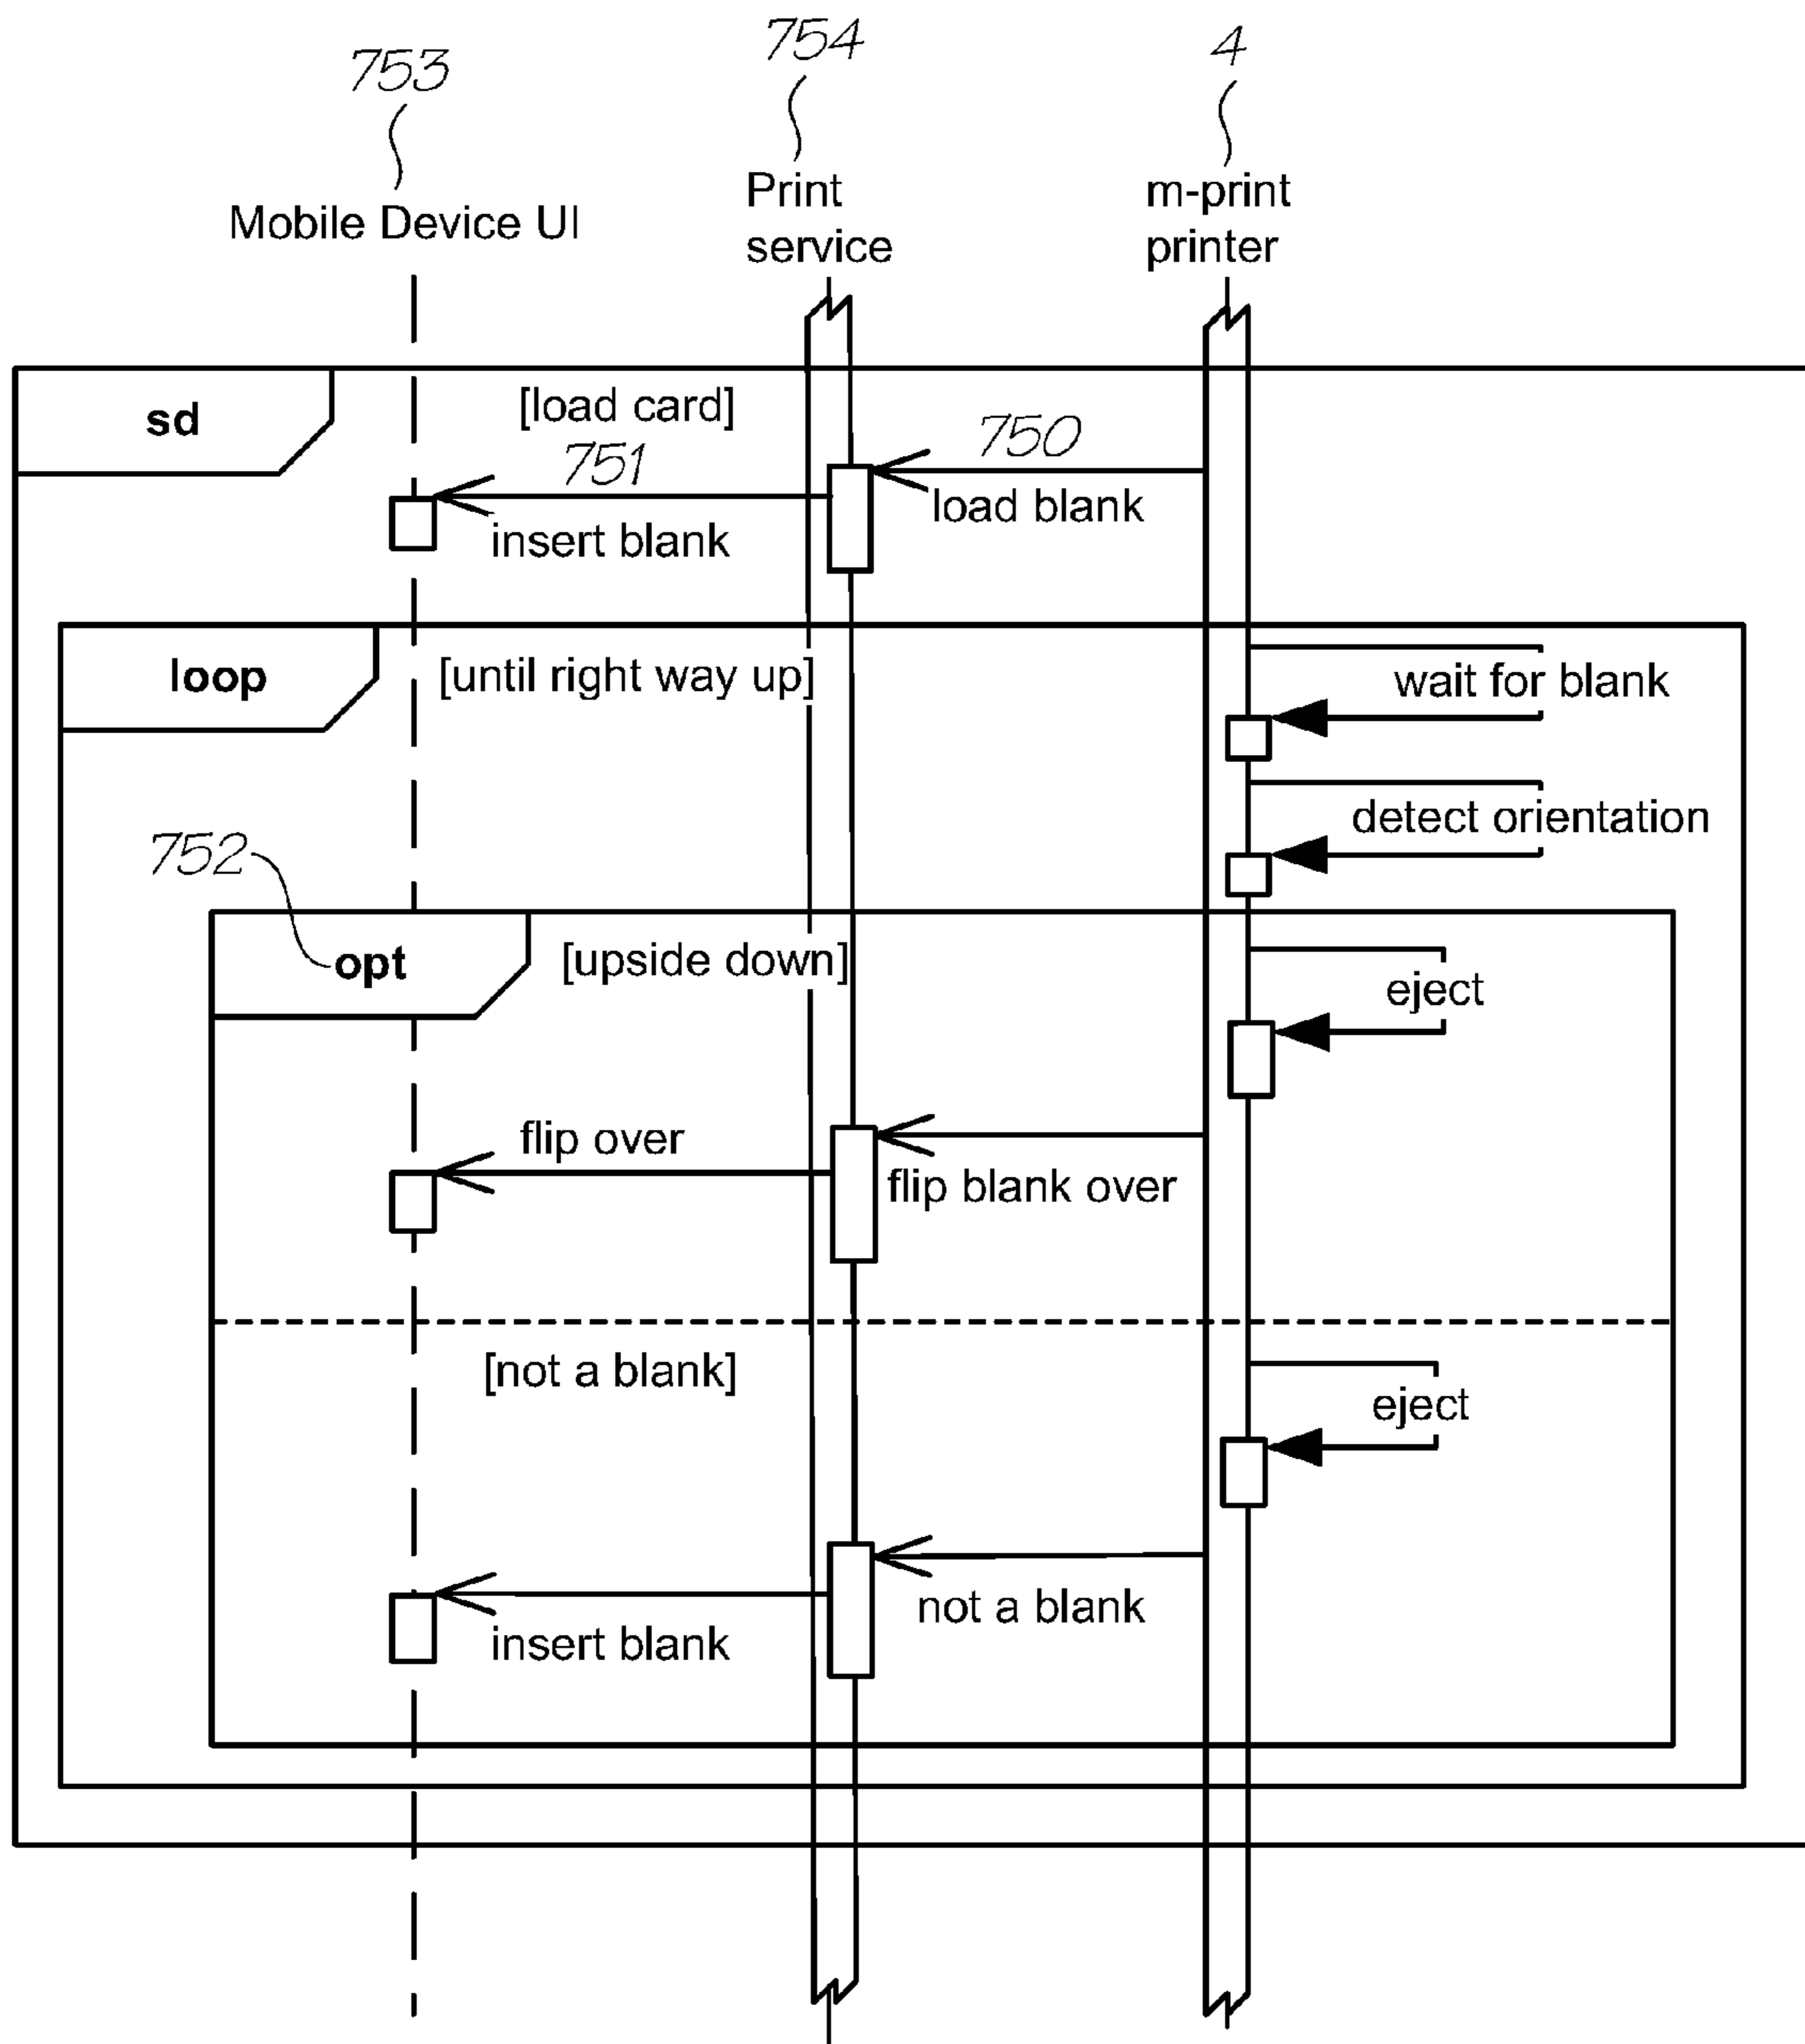 754
4
753
Print
service
m-print
printer
Mobile Device UI
sd
[load card]
750
751
load blank
insert blank
loop
[until right way up]
wait for blank
detect orientation
752
opt
[upside down]
eject
flip over
flip blank over
[not a blank]
eject
not a blank
insert blank